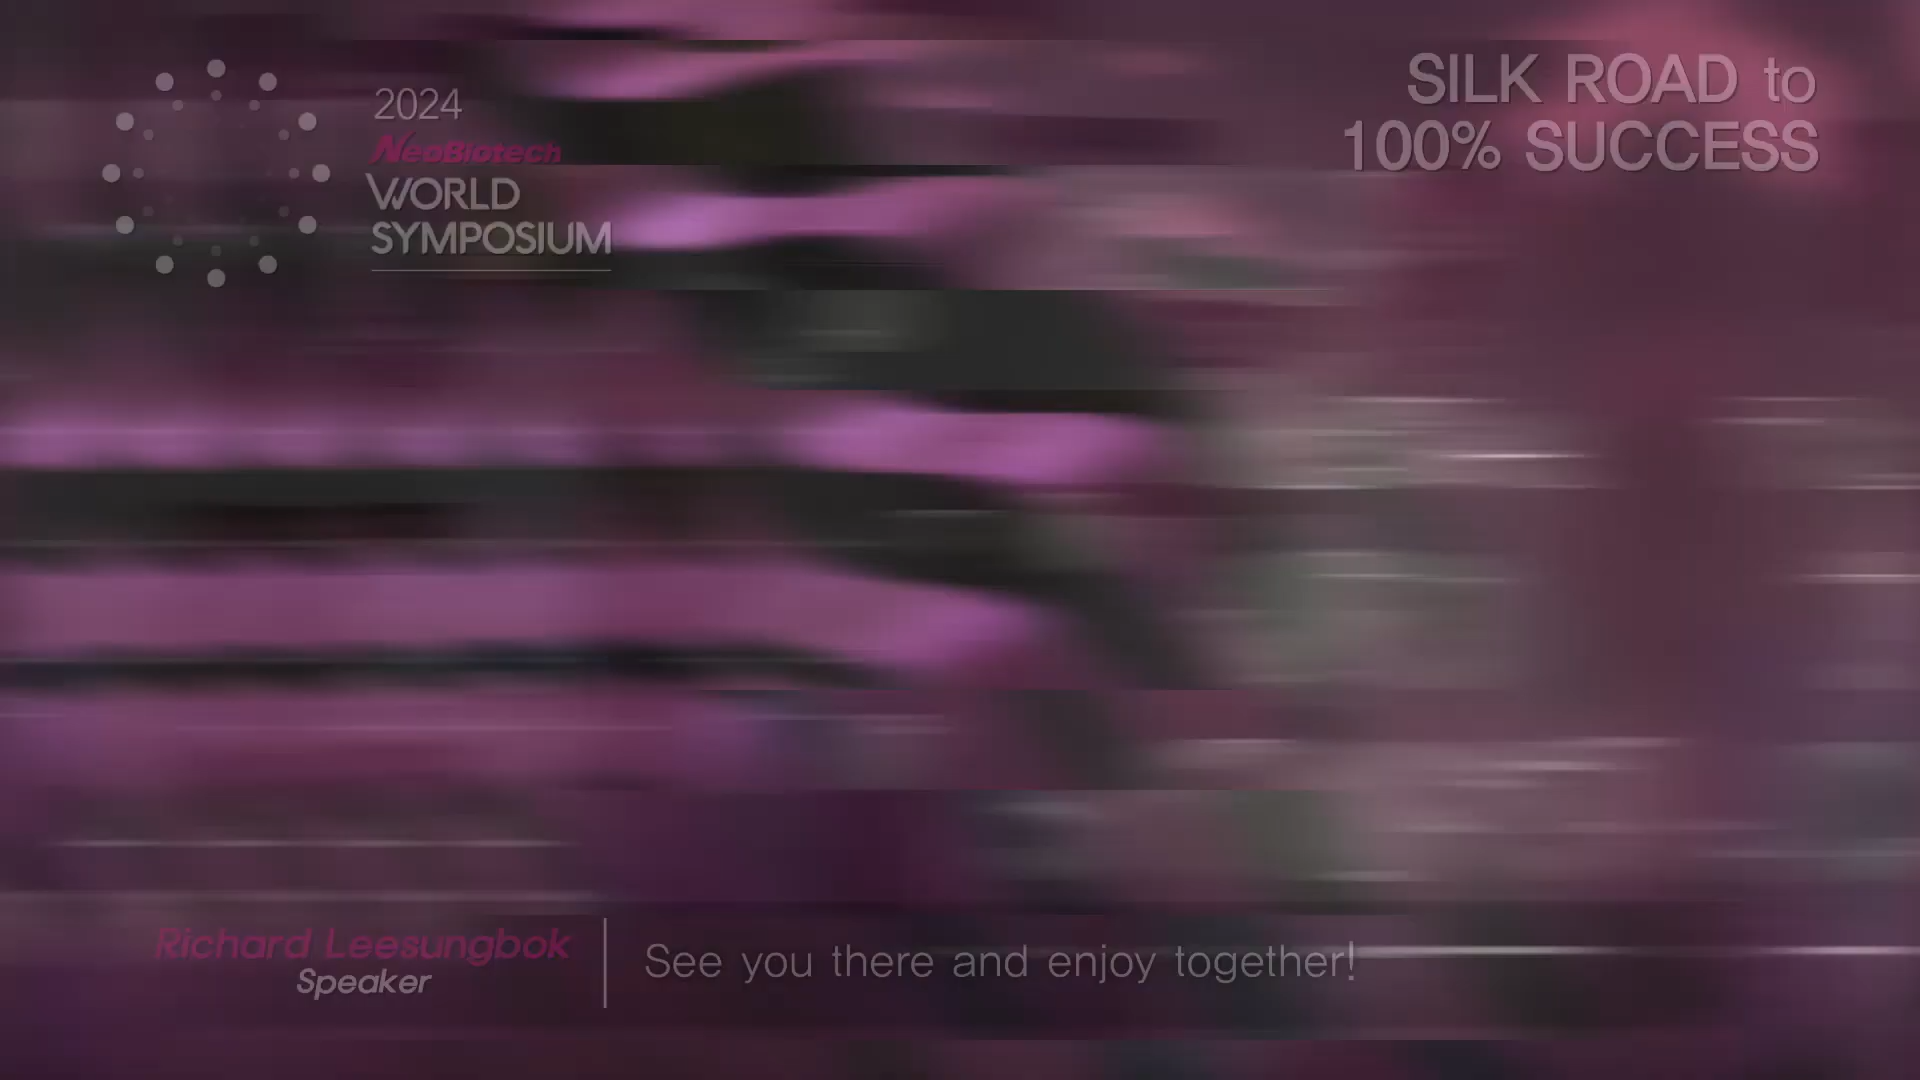 2024
NeoBiotech
WORLD
SYMPOSIUM
SILK ROAD to
100% SUCCESS
Richard Leesungbok
Speaker
See you there and enjoy together!